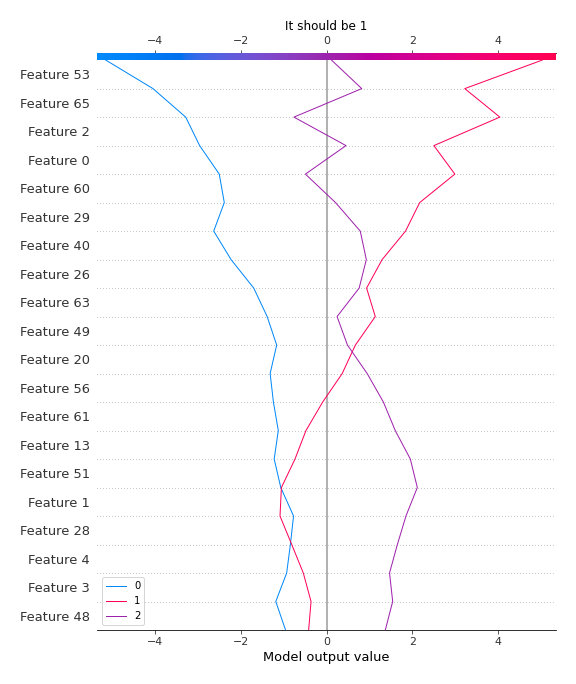 It should be 1
−4 −2 0 2 4
Feature 53
Feature 65
Feature 2
Feature 0
Feature 60
Feature 29
Feature 40
Feature 26
Feature 63
Feature 49
Feature 20
Feature 56
Feature 61
Feature 13
Feature 51
Feature 1
Feature 28
Feature 4
Feature 3
Feature 48
0
1
2
−4 −2 0 2 4
Model output value